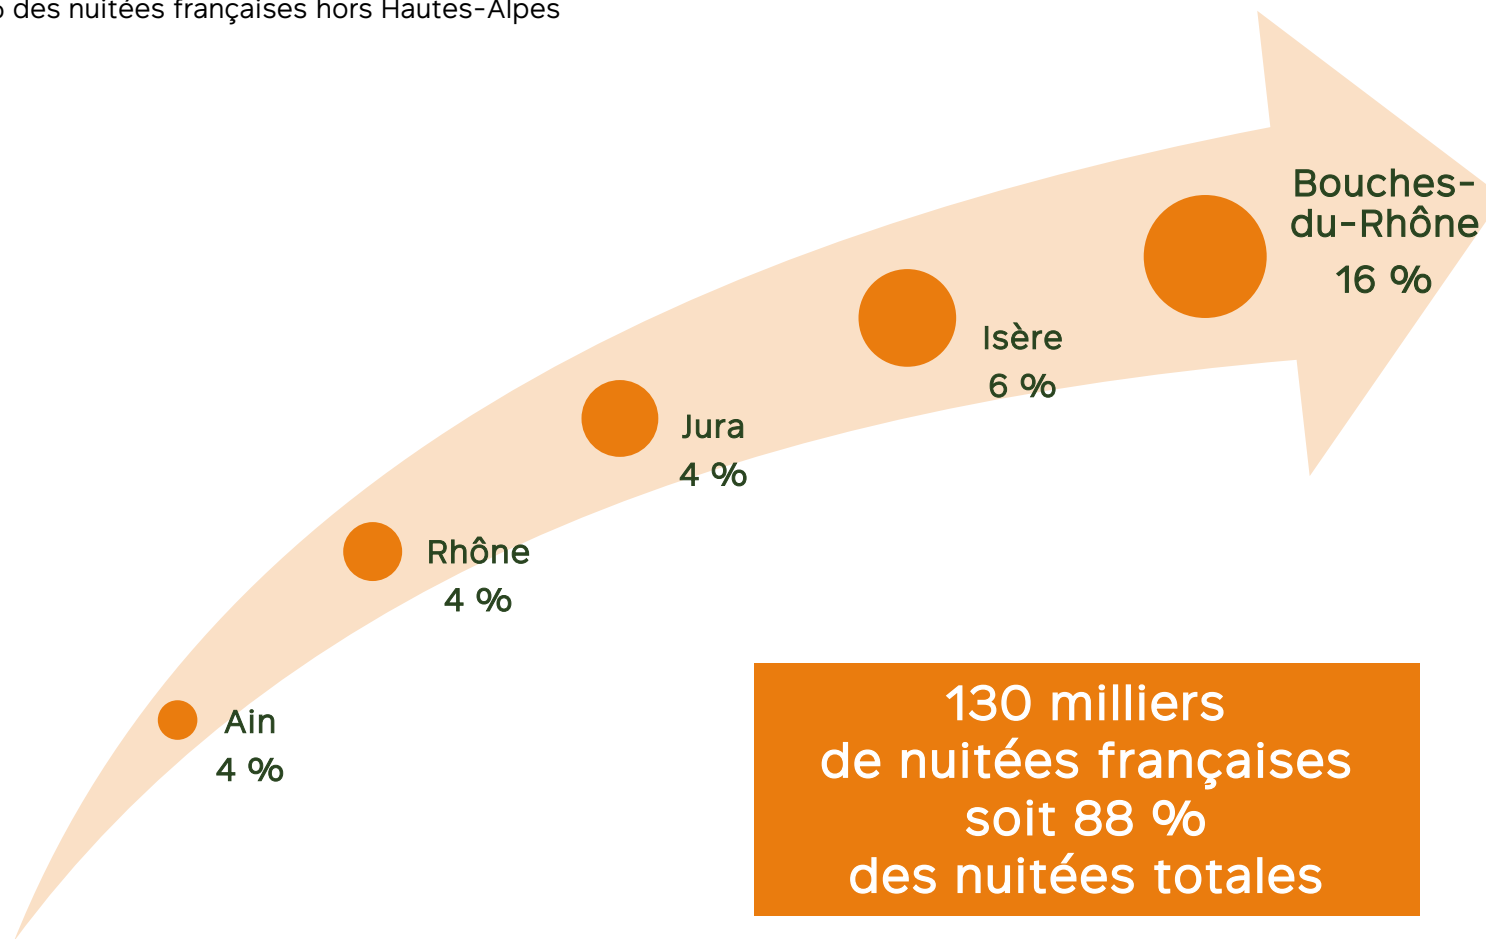 % des nuitées françaises hors Hautes-Alpes
Bouches-
du-Rhône
16 %
Isère
6 %
Jura
4 %
Rhône
4 %
Ain
4 %
130 milliers
de nuitées françaises
soit 88 %
des nuitées totales